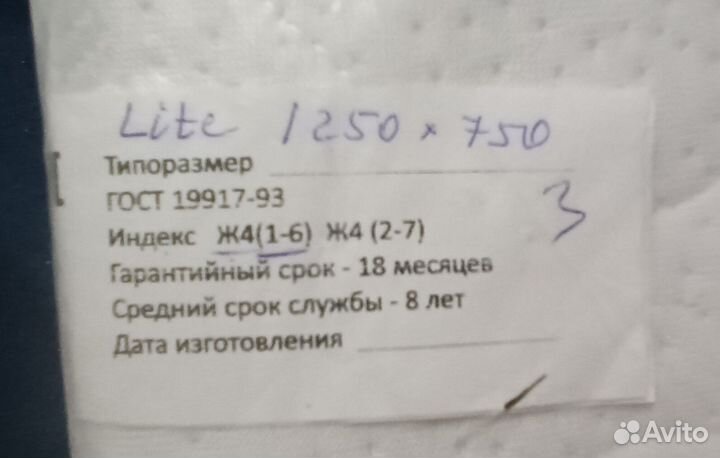 Lite 1250 x 750
Типоразмер
ГОСТ 19917-93
3
Индекс Ж4(1-6) Ж4 (2-7)
Гарантийный срок - 18 месяцев
Средний срок службы - 8 лет
Дата изготовления
Avito